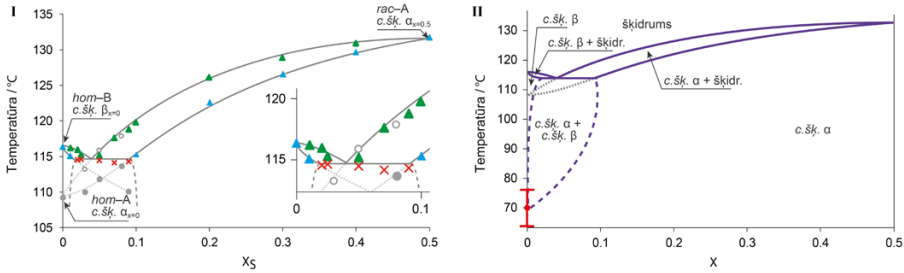 I
Temperatūra / °C
135
130
125
120
115
110
105
0
0.1
0.2
0.3
0.4
0.5
XS
rac–A
c.šķ. αx=0.5
hom–B
c.šķ. βx=0
hom–A
c.šķ. αx=0
120
115
0
0.1
II
Temperatūra / °C
130
120
110
100
90
80
70
60
0
0.1
0.2
0.3
0.4
0.5
X
c.šķ. β
šķidrums
c.šķ. β + šķidr.
c.šķ. α + šķidr.
c.šķ. α +
c.šķ. β
c.šķ. α